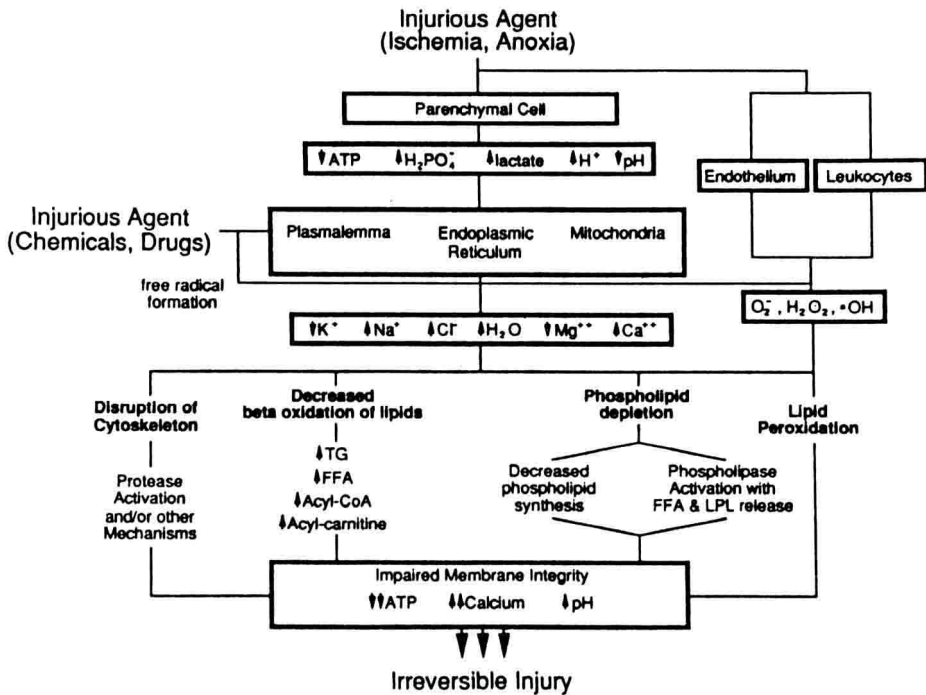 Injurious Agent
(Ischemia, Anoxia)
Parenchymal Cell
↓ATP ↑H₂PO₄⁻ ↑lactate ↑H⁺ ↓pH
Endothelium
Leukocytes
Injurious Agent
(Chemicals, Drugs)
Plasmalemma
Endoplasmic
Reticulum
Mitochondria
free radical
formation
O₂⁻, H₂O₂, •OH
↓K⁺ ↑Na⁺ ↑Cl⁻ ↑H₂O ↓Mg⁺⁺ ↑Ca⁺⁺
Disruption of
Cytoskeleton
Protease
Activation
and/or other
Mechanisms
Decreased
beta oxidation of lipids
↑TG
↑FFA
↑Acyl-CoA
↑Acyl-carnitine
Phospholipid
depletion
Decreased
phospholipid
synthesis
Phospholipase
Activation with
FFA & LPL release
Lipid
Peroxidation
Impaired Membrane Integrity
↓↓ATP ↑↑Calcium ↑pH
Irreversible Injury